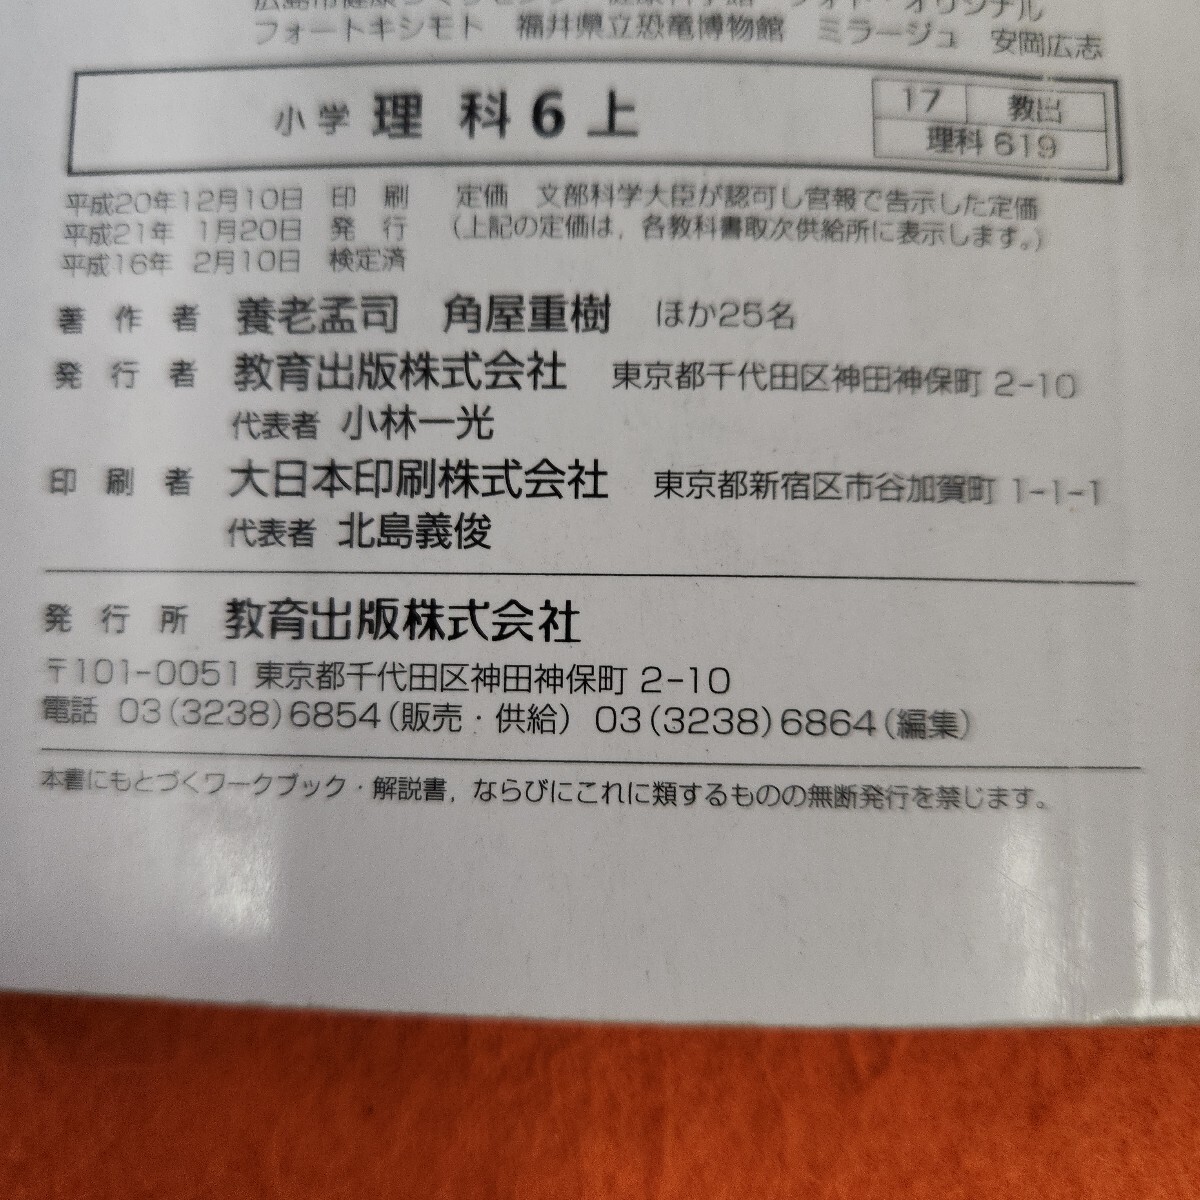 フォートキシモト 福井県立恐竜博物館 ミラージュ 安岡広志
小学 理科6上
17 教出
理科 619
平成20年12月10日 印刷 定価 文部科学大臣が認可し官報で告示した定価
平成21年 1月20日 発行 (上記の定価は、各教科書取次供給所に表示します。)
平成16年 2月10日 検定済
著作者 養老孟司 角屋重樹 ほか25名
発行者 教育出版株式会社 東京都千代田区神田神保町 2-10
代表者 小林一光
印刷者 大日本印刷株式会社 東京都新宿区市谷加賀町 1-1-1
代表者 北島義俊
発行所 教育出版株式会社
〒101-0051 東京都千代田区神田神保町 2-10
電話 03(3238)6854(販売・供給) 03(3238)6864(編集)
本書にもとづくワークブック・解説書,ならびにこれに類するものの無断発行を禁じます。